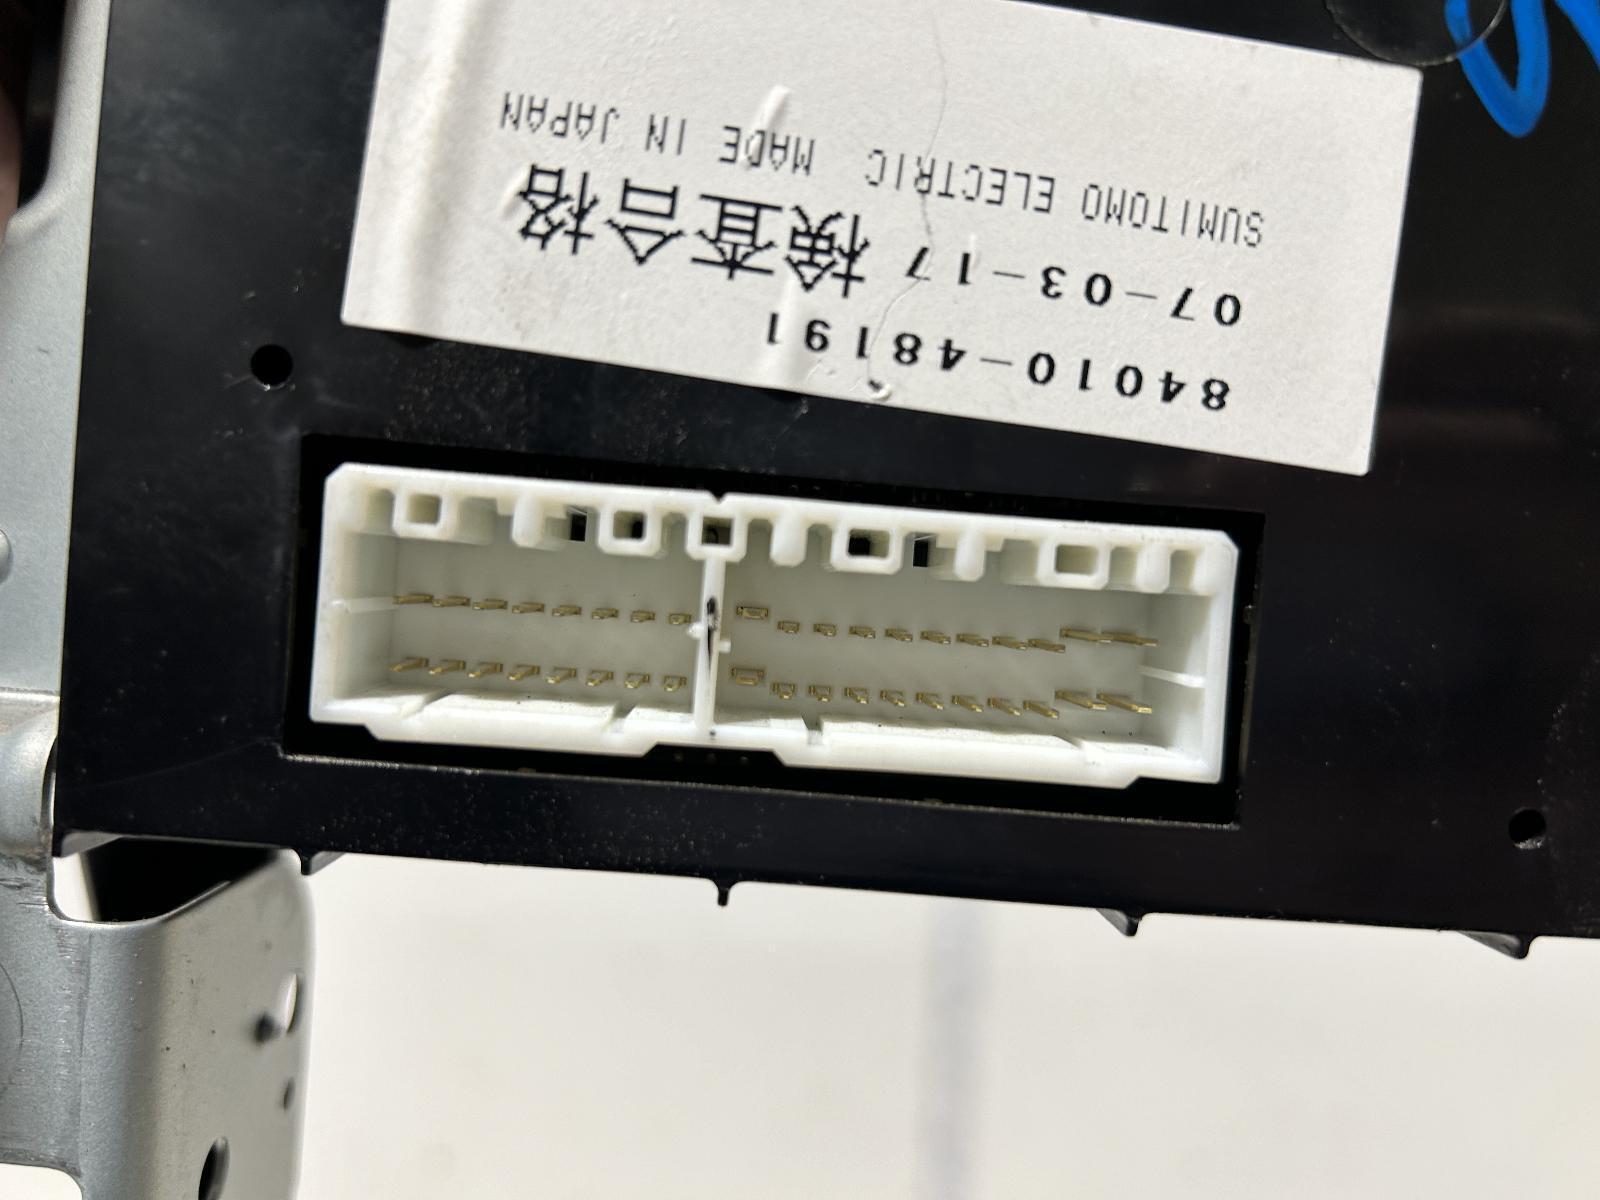 84010-48191
07-03-17 検査合格
SUMITOMO ELECTRIC MADE IN JAPAN